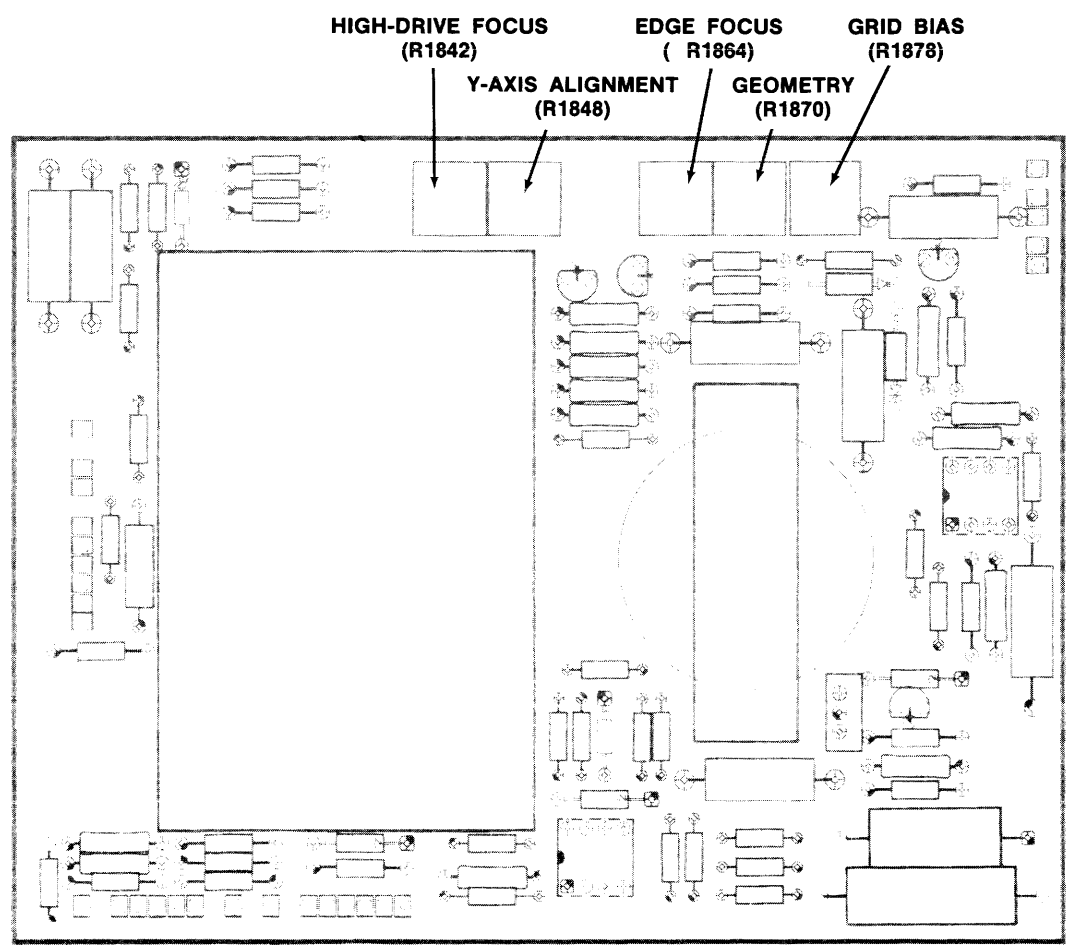 HIGH-DRIVE FOCUS
(R1842)
EDGE FOCUS
( R1864)
GRID BIAS
(R1878)
Y-AXIS ALIGNMENT
(R1848)
GEOMETRY
(R1870)